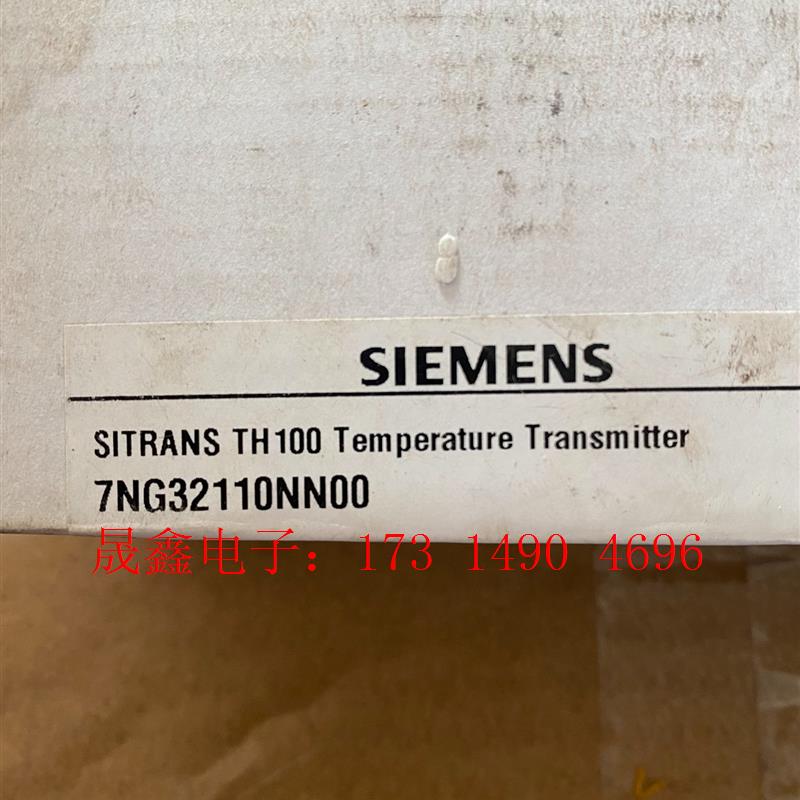 SIEMENS
SITRANS TH100 Temperature Transmitter
7NG32110NN00
晟鑫电子：173 1490 4696